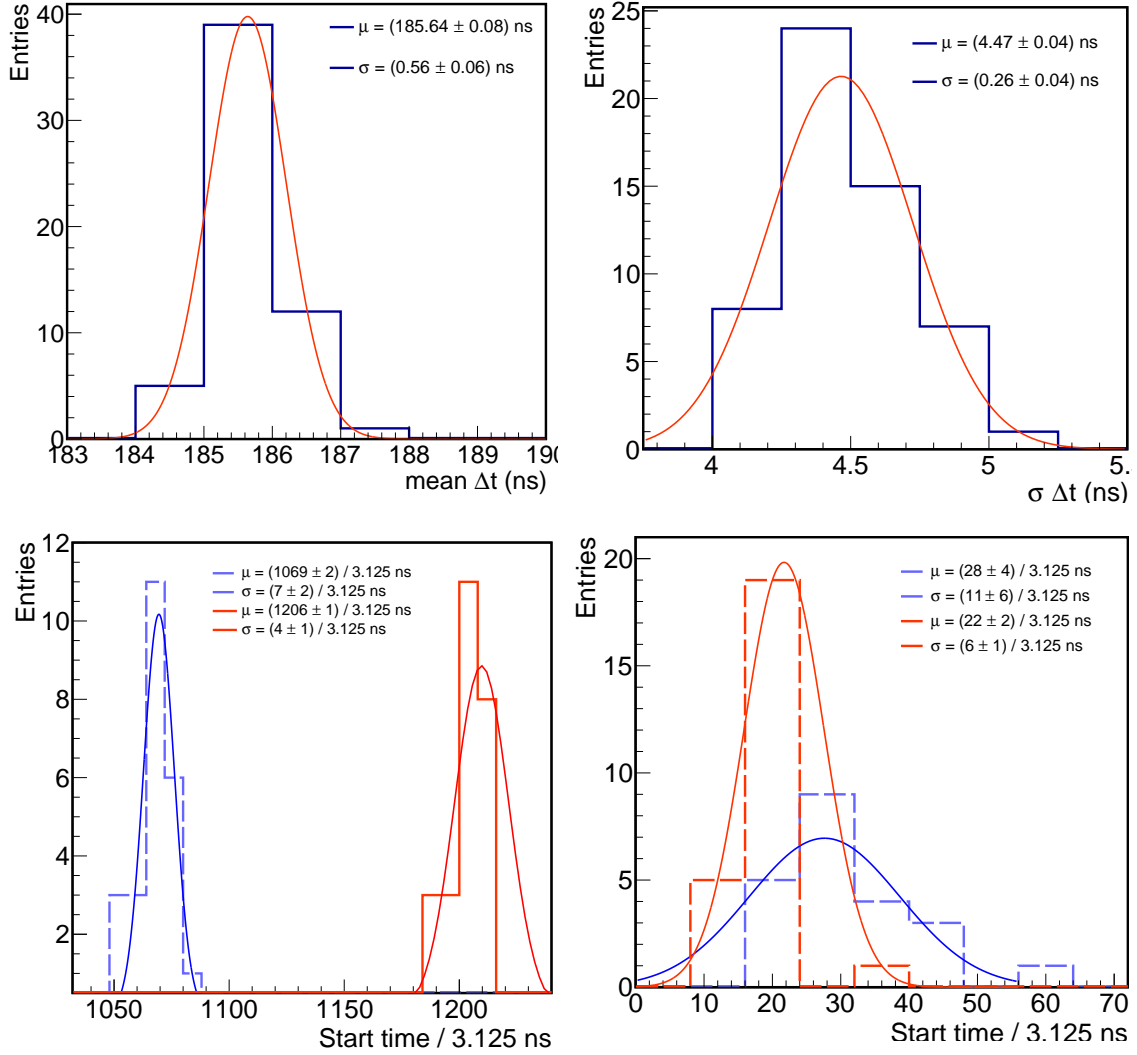 Entries
40
30
20
10
0
μ = (185.64 ± 0.08) ns
σ = (0.56 ± 0.06) ns
183 184 185 186 187 188 189 190
mean Δt (ns)
Entries
25
20
15
10
5
0
μ = (4.47 ± 0.04) ns
σ = (0.26 ± 0.04) ns
4 4.5 5 5.
σ Δt (ns)
Entries
12
10
8
6
4
2
μ = (1069 ± 2) / 3.125 ns
σ = (7 ± 2) / 3.125 ns
μ = (1206 ± 1) / 3.125 ns
σ = (4 ± 1) / 3.125 ns
1050 1100 1150 1200
Start time / 3.125 ns
Entries
20
15
10
5
0
μ = (28 ± 4) / 3.125 ns
σ = (11 ± 6) / 3.125 ns
μ = (22 ± 2) / 3.125 ns
σ = (6 ± 1) / 3.125 ns
0 10 20 30 40 50 60 70
Start time / 3.125 ns